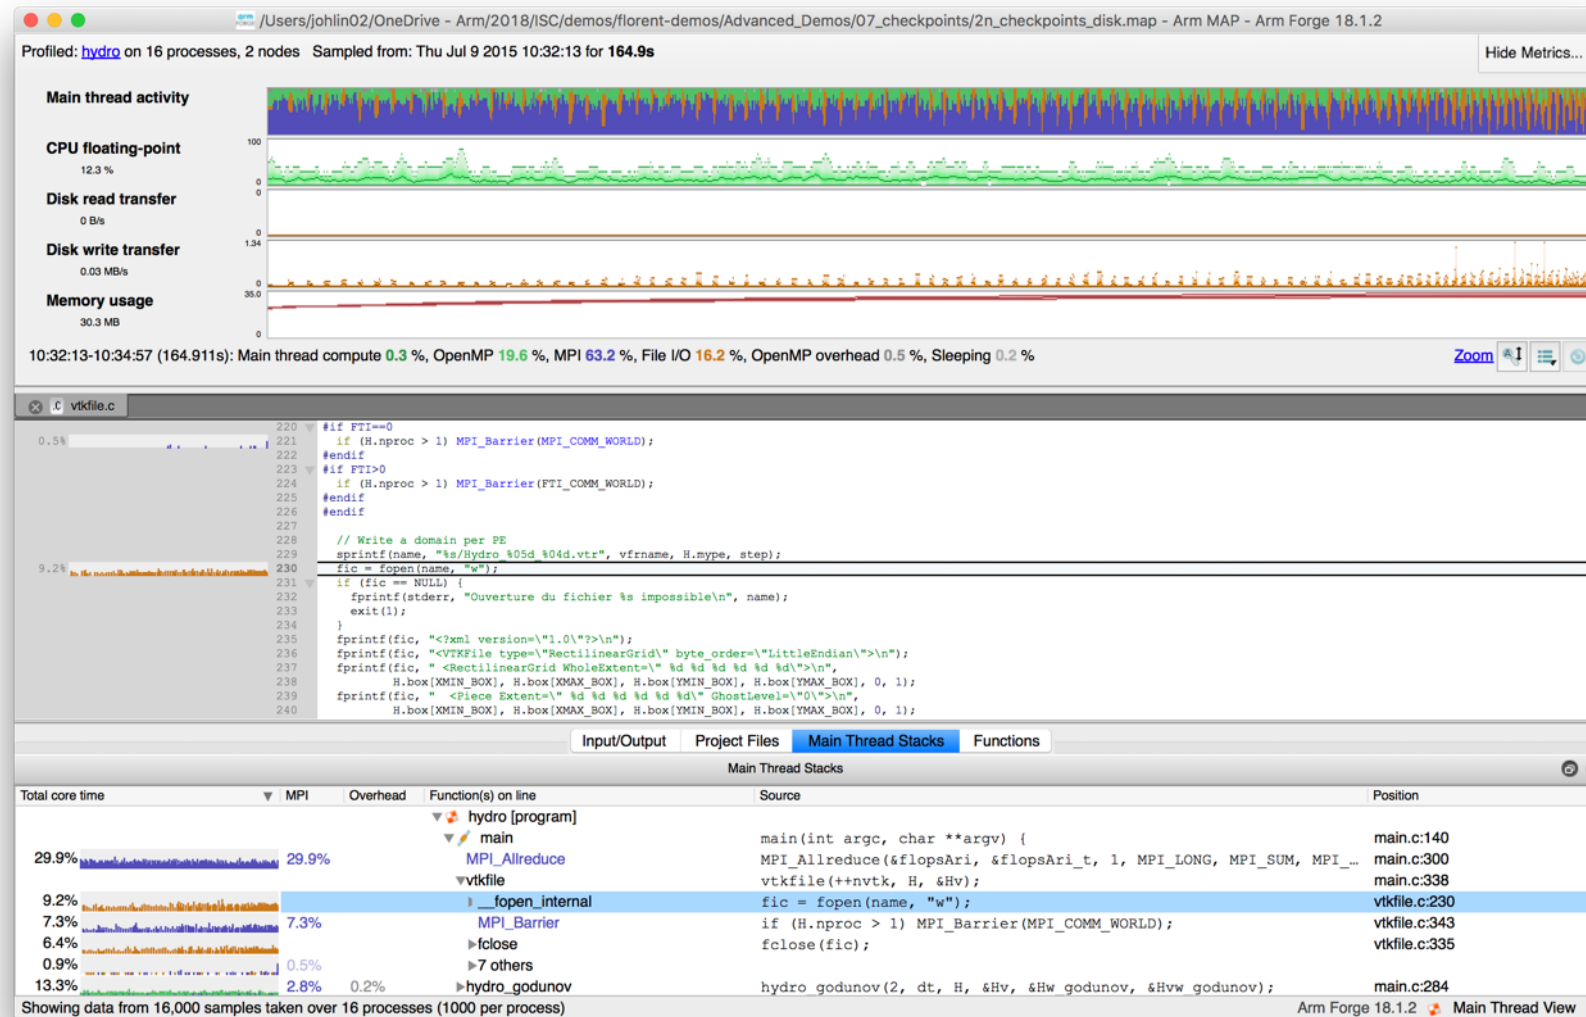 arm FORGE /Users/johlin02/OneDrive - Arm/2018/ISC/demos/florent-demos/Advanced_Demos/07_checkpoints/2n_checkpoints_disk.map - Arm MAP - Arm Forge 18.1.2
Profiled: hydro on 16 processes, 2 nodes Sampled from: Thu Jul 9 2015 10:32:13 for 164.9s
Hide Metrics...
Main thread activity
CPU floating-point
12.3 %
100
0
Disk read transfer
0 B/s
0
0
Disk write transfer
0.03 MB/s
1.34
0
Memory usage
30.3 MB
35.0
0
10:32:13-10:34:57 (164.911s): Main thread compute 0.3 %, OpenMP 19.6 %, MPI 63.2 %, File I/O 16.2 %, OpenMP overhead 0.5 %, Sleeping 0.2 %
Zoom
.C vtkfile.c
220 #if FTI==0
0.5% 221 if (H.nproc > 1) MPI_Barrier(MPI_COMM_WORLD);
222 #endif
223 #if FTI>0
224 if (H.nproc > 1) MPI_Barrier(FTI_COMM_WORLD);
225 #endif
226 #endif
227
228 // Write a domain per PE
229 sprintf(name, "%s/Hydro_%05d_%04d.vtr", vfrname, H.mype, step);
9.2% 230 fic = fopen(name, "w");
231 if (fic == NULL) {
232 fprintf(stderr, "Ouverture du fichier %s impossible\n", name);
233 exit(1);
234 }
235 fprintf(fic, "<?xml version=\"1.0\"?>\n");
236 fprintf(fic, "<VTKFile type=\"RectilinearGrid\" byte_order=\"LittleEndian\">\n");
237 fprintf(fic, " <RectilinearGrid WholeExtent=\" %d %d %d %d %d %d\">\n",
238 H.box[XMIN_BOX], H.box[XMAX_BOX], H.box[YMIN_BOX], H.box[YMAX_BOX], 0, 1);
239 fprintf(fic, " <Piece Extent=\" %d %d %d %d %d %d\" GhostLevel=\"0\">\n",
240 H.box[XMIN_BOX], H.box[XMAX_BOX], H.box[YMIN_BOX], H.box[YMAX_BOX], 0, 1);
Input/Output Project Files Main Thread Stacks Functions
Main Thread Stacks
Total core time MPI Overhead Function(s) on line Source Position
hydro [program]
main main(int argc, char **argv) { main.c:140
29.9% 29.9% MPI_Allreduce MPI_Allreduce(&flopsAri, &flopsAri_t, 1, MPI_LONG, MPI_SUM, MPI_... main.c:300
vtkfile vtkfile(++nvtk, H, &Hv); main.c:338
9.2% __fopen_internal fic = fopen(name, "w"); vtkfile.c:230
7.3% 7.3% MPI_Barrier if (H.nproc > 1) MPI_Barrier(MPI_COMM_WORLD); vtkfile.c:343
6.4% fclose fclose(fic); vtkfile.c:335
0.9% 0.5% 7 others
13.3% 2.8% 0.2% hydro_godunov hydro_godunov(2, dt, H, &Hv, &Hw_godunov, &Hvw_godunov); main.c:284
Showing data from 16,000 samples taken over 16 processes (1000 per process)
Arm Forge 18.1.2 Main Thread View